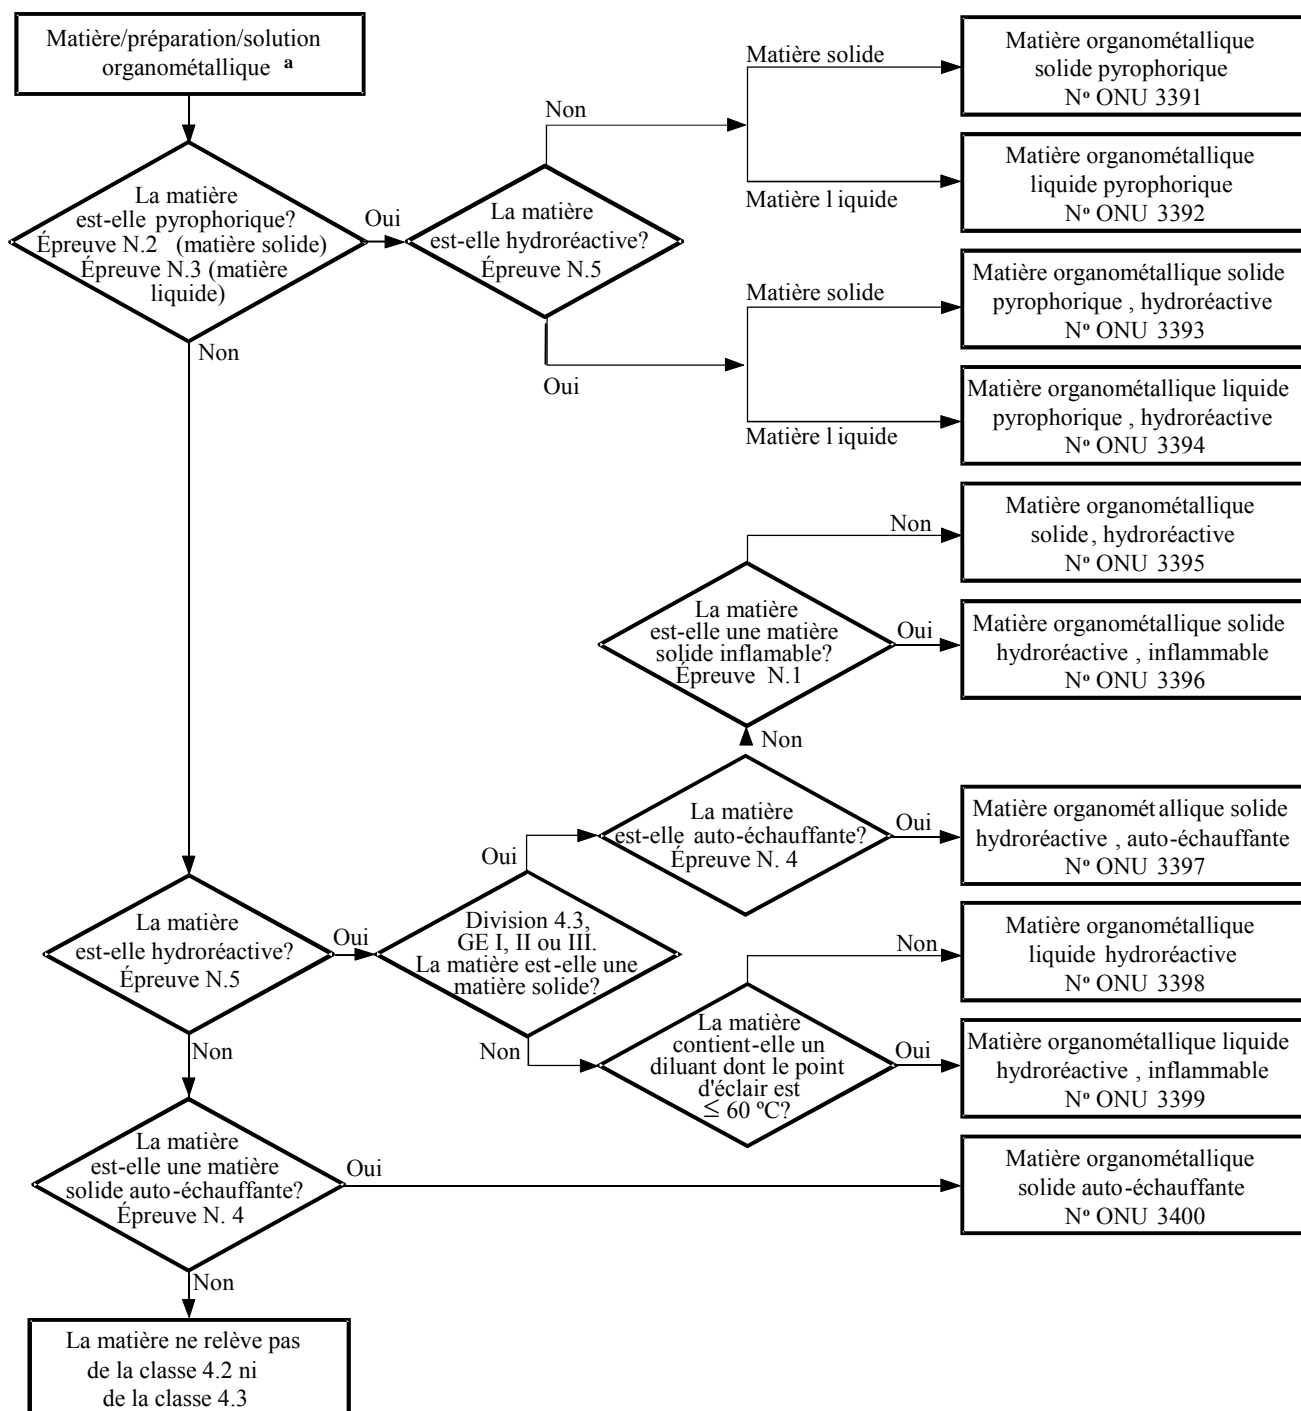 Matière/préparation/solution
organométallique a
La matière
est-elle pyrophorique?
Épreuve N.2 (matière solide)
Épreuve N.3 (matière
liquide)
Oui
Non
La matière
est-elle hydroréactive?
Épreuve N.5
Non
Oui
Matière solide
Matière l iquide
Matière solide
Matière l iquide
Matière organométallique
solide pyrophorique
Nº ONU 3391
Matière organométallique
liquide pyrophorique
Nº ONU 3392
Matière organométallique solide
pyrophorique , hydroréactive
Nº ONU 3393
Matière organométallique liquide
pyrophorique , hydroréactive
Nº ONU 3394
Non
Matière organométallique
solide, hydroréactive
Nº ONU 3395
La matière
est-elle une matière
solide inflamable?
Épreuve N.1
Oui
Matière organométallique solide
hydroréactive , inflammable
Nº ONU 3396
Non
La matière
est-elle auto-échauffante?
Épreuve N. 4
Oui
Matière organomét allique solide
hydroréactive , auto-échauffante
Nº ONU 3397
La matière
est-elle hydroréactive?
Épreuve N.5
Oui
Non
Division 4.3,
GE I, II ou III.
La matière est-elle une
matière solide?
Oui
Non
La matière
contient-elle un
diluant dont le point
d'éclair est
≤ 60 ºC?
Non
Oui
Matière organométallique
liquide hydroréactive
Nº ONU 3398
Matière organométallique liquide
hydroréactive , inflammable
Nº ONU 3399
La matière
est-elle une matière
solide auto-échauffante?
Épreuve N. 4
Oui
Matière organométallique
solide auto-échauffante
Nº ONU 3400
Non
La matière ne relève pas
de la classe 4.2 ni
de la classe 4.3